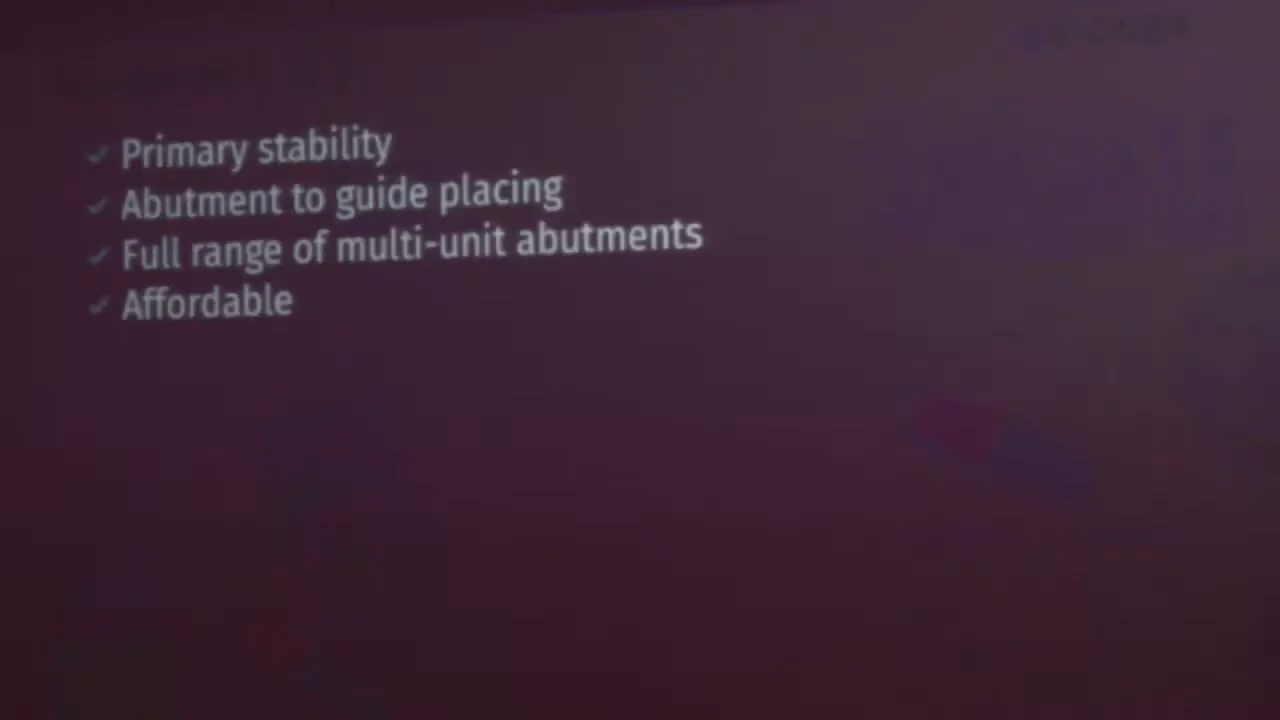 Primary stability
Abutment to guide placing
Full range of multi-unit abutments
Affordable